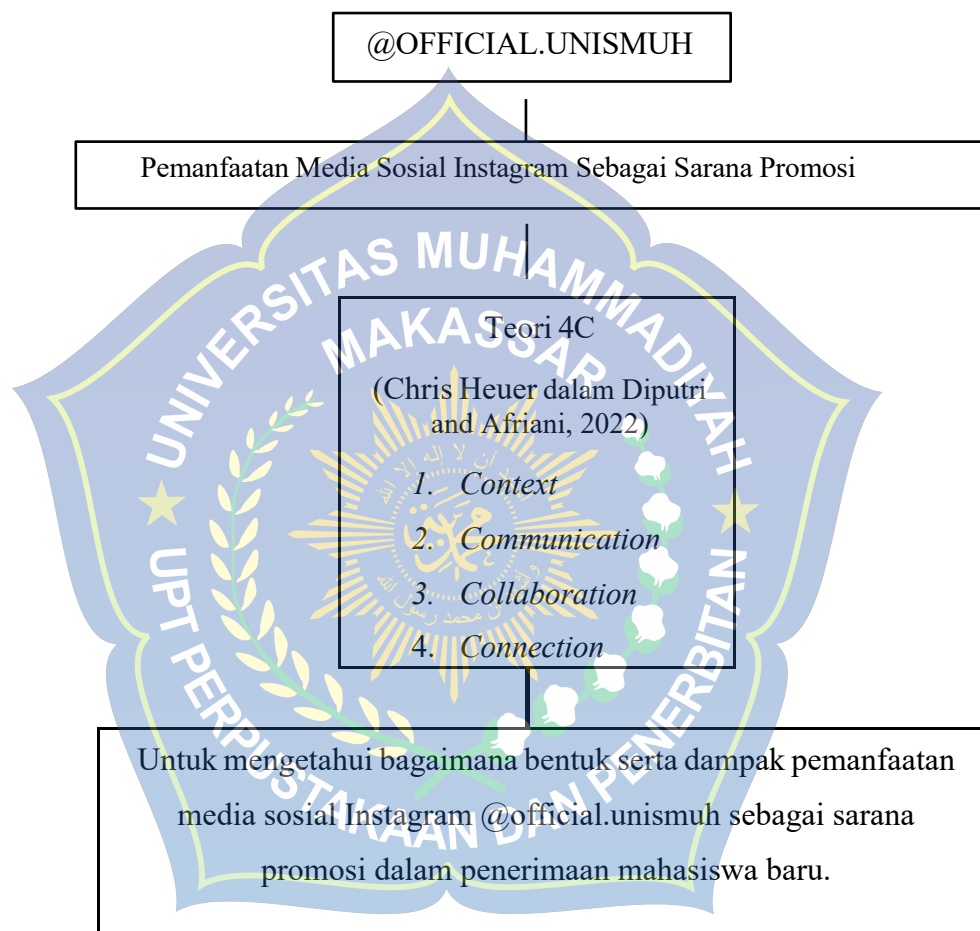 @OFFICIAL.UNISMUH
Pemanfaatan Media Sosial Instagram Sebagai Sarana Promosi
UNIVERSITAS MUHAMMADIYAH
MAKASSAR
Teori 4C
(Chris Heuer dalam Diputri
and Afriani, 2022)
1. Context
2. Communication
3. Collaboration
4. Connection
UPT PERPUSTAKAAN DAN PENERBITAN
Untuk mengetahui bagaimana bentuk serta dampak pemanfaatan
media sosial Instagram @official.unismuh sebagai sarana
promosi dalam penerimaan mahasiswa baru.